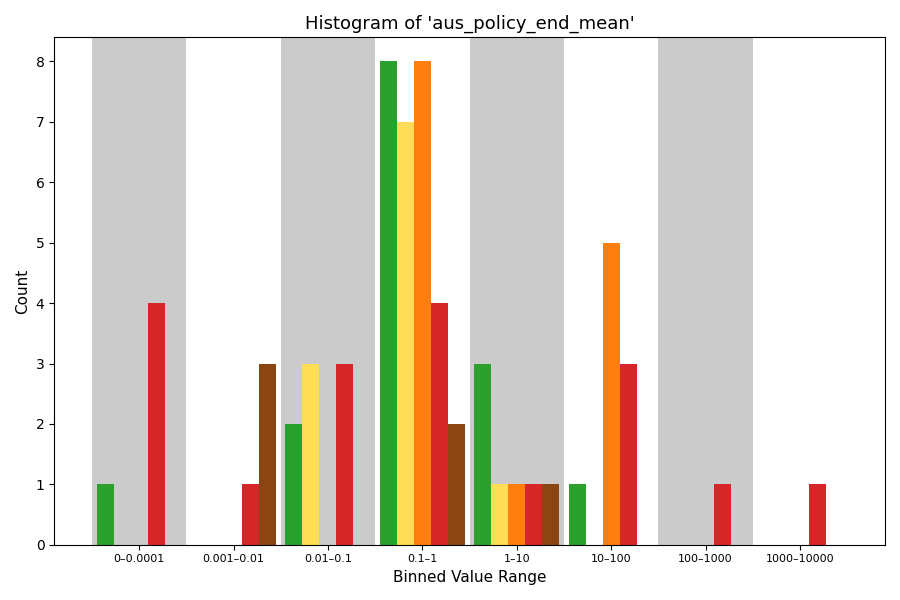 Histogram of 'aus_policy_end_mean'
Count
8
7
6
5
4
3
2
1
0
0–0.0001 0.001–0.01 0.01–0.1 0.1–1 1–10 10–100 100–1000 1000–10000
Binned Value Range